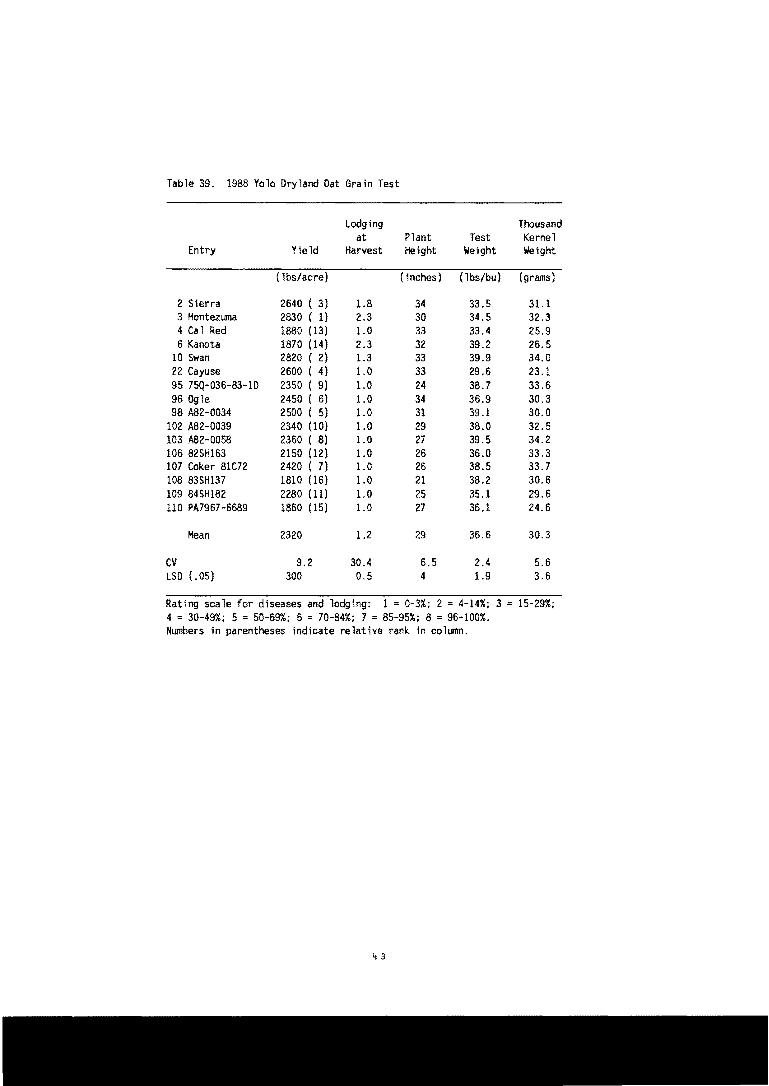 Table 39. 1988 Yolo Dryland Oat Grain Test
Lodging Thousand
at Plant Test Kernel
Entry Yield Harvest Height Weight Weight
(lbs/acre) (inches) (lbs/bu) (grams)
2 Sierra 2640 ( 3) 1.8 34 33.5 31.1
3 Montezuma 2830 ( 1) 2.3 30 34.5 32.3
4 Cal Red 1880 (13) 1.0 33 33.4 25.9
6 Kanota 1870 (14) 2.3 32 39.2 26.5
10 Swan 2820 ( 2) 1.3 33 39.9 34.0
22 Cayuse 2600 ( 4) 1.0 33 29.6 23.1
95 75Q-036-83-1D 2350 ( 9) 1.0 24 38.7 33.6
96 Ogle 2450 ( 6) 1.0 34 36.9 30.3
98 A82-0034 2500 ( 5) 1.0 31 39.1 30.0
102 A82-0039 2340 (10) 1.0 29 38.0 32.5
103 A82-0058 2360 ( 8) 1.0 27 39.5 34.2
106 82SH163 2150 (12) 1.0 26 36.0 33.3
107 Coker 81C72 2420 ( 7) 1.0 26 38.5 33.7
108 83SH137 1810 (16) 1.0 21 38.2 30.6
109 84SH182 2280 (11) 1.0 25 35.1 29.6
110 PA7967-6689 1860 (15) 1.0 27 36.1 24.6
Mean 2320 1.2 29 36.6 30.3
CV 9.2 30.4 6.5 2.4 5.6
LSD (.05) 300 0.5 4 1.9 3.6
Rating scale for diseases and lodging: 1 = 0-3%; 2 = 4-14%; 3 = 15-29%;
4 = 30-49%; 5 = 50-69%; 6 = 70-84%; 7 = 85-95%; 8 = 96-100%.
Numbers in parentheses indicate relative rank in column.
43